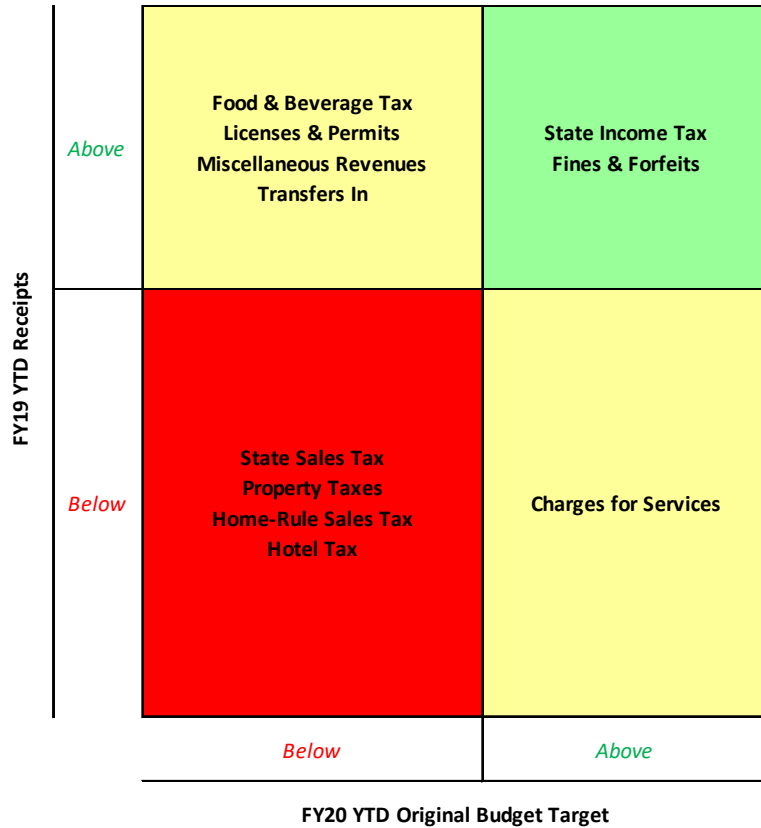 FY19 YTD Receipts
Above
Food & Beverage Tax
Licenses & Permits
Miscellaneous Revenues
Transfers In
State Income Tax
Fines & Forfeits
Below
State Sales Tax
Property Taxes
Home-Rule Sales Tax
Hotel Tax
Charges for Services
Below
Above
FY20 YTD Original Budget Target